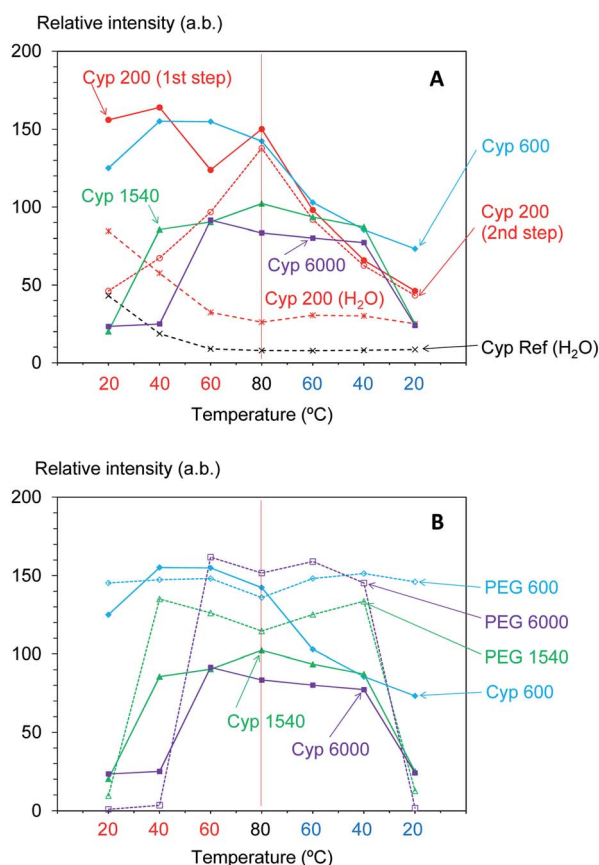 Relative intensity (a.b.)
200
A
Cyp 200 (1st step)
150
Cyp 600
Cyp 1540
100
Cyp 200
(2nd step)
Cyp 6000
50
Cyp 200 (H₂O)
Cyp Ref (H₂O)
0
20 40 60 80 60 40 20
Temperature (ºC)
Relative intensity (a.b.)
200
B
150
PEG 600
PEG 6000
PEG 1540
100
Cyp 600
Cyp 1540
Cyp 6000
50
0
20 40 60 80 60 40 20
Temperature (ºC)